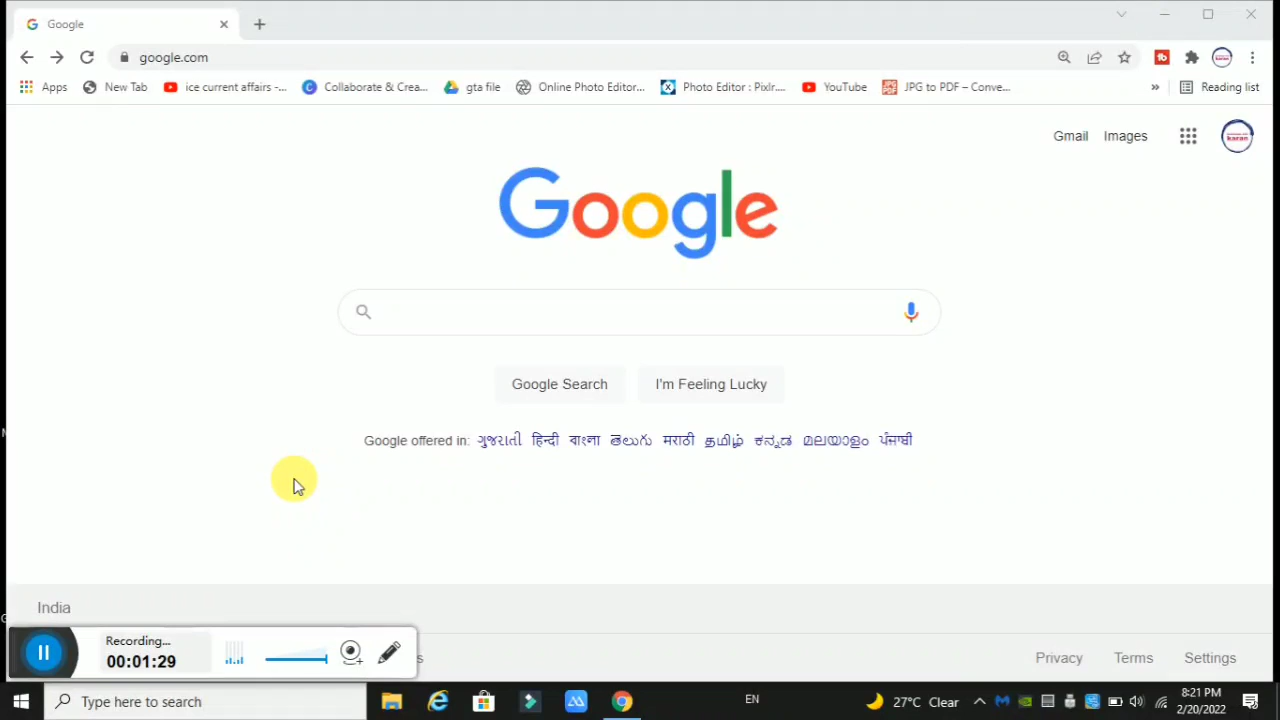 Google
google.com
Apps New Tab ice current affairs -... Collaborate & Crea... gta file Online Photo Editor... Photo Editor : Pixlr.... YouTube JPG to PDF – Conve... » Reading list
Gmail Images karan
Google
Google Search I'm Feeling Lucky
Google offered in: ગુજરાતી हिन्दी বাংলা తెలుగు मराठी தமிழ் ಕನ್ನಡ മലയാളം ਪੰਜਾਬੀ
India
Recording...
00:01:29
s Privacy Terms Settings
Type here to search EN 27°C Clear 8:21 PM
2/20/2022